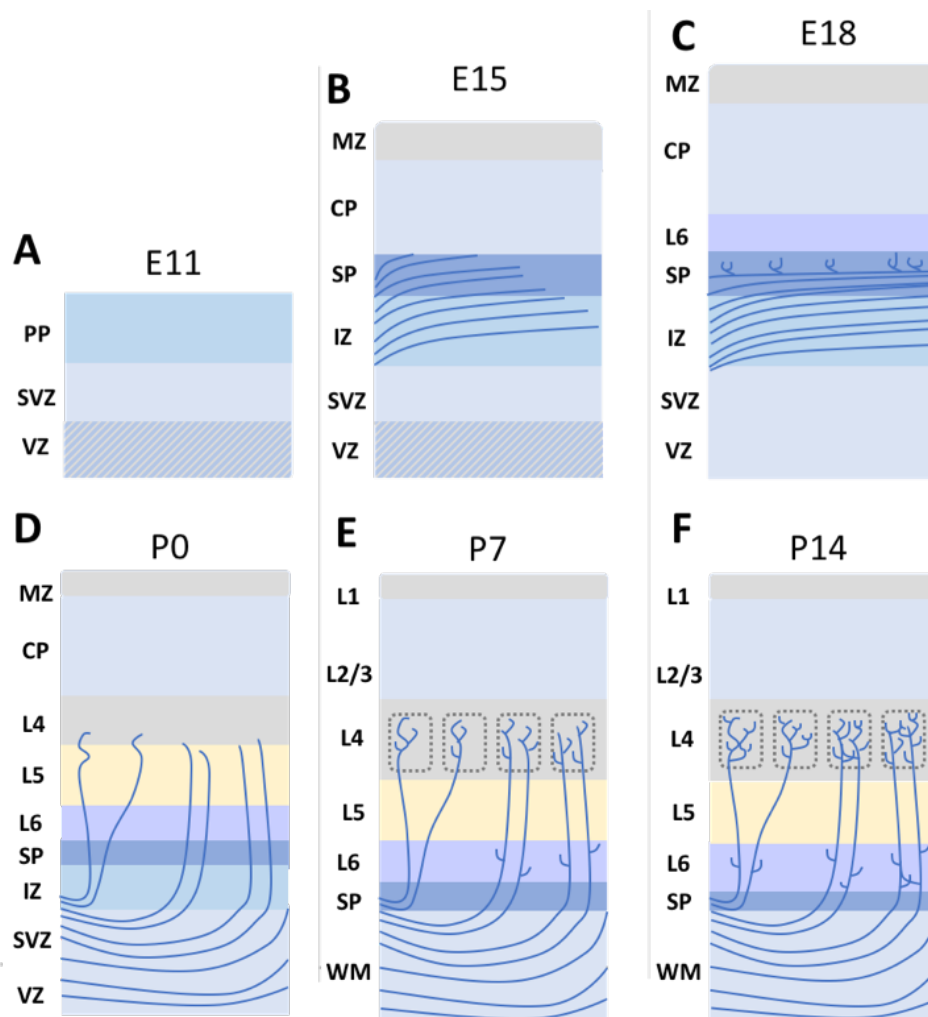 A
E11
PP
SVZ
VZ
B
E15
MZ
CP
SP
IZ
SVZ
VZ
C
E18
MZ
CP
L6
SP
IZ
SVZ
VZ
D
P0
MZ
CP
L4
L5
L6
SP
IZ
SVZ
VZ
E
P7
L1
L2/3
L4
L5
L6
SP
WM
F
P14
L1
L2/3
L4
L5
L6
SP
WM